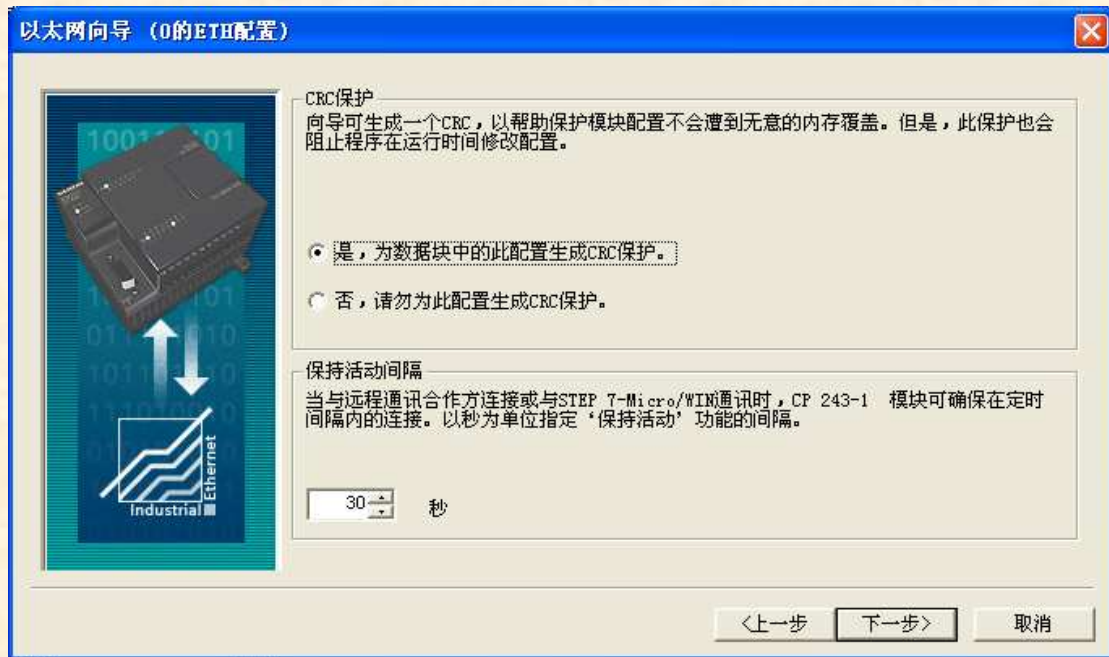 以太网向导 (0的ETH配置)
CRC保护
向导可生成一个CRC，以帮助保护模块配置不会遭到无意的内存覆盖。但是，此保护也会
阻止程序在运行时间修改配置。
是，为数据块中的此配置生成CRC保护。
否，请勿为此配置生成CRC保护。
保持活动间隔
当与远程通讯合作方连接或与STEP 7-Micro/WIN通讯时，CP 243-1 模块可确保在定时
间隔内的连接。以秒为单位指定‘保持活动’功能的间隔。
30 秒
Industrial
Ethernet
<上一步 下一步> 取消